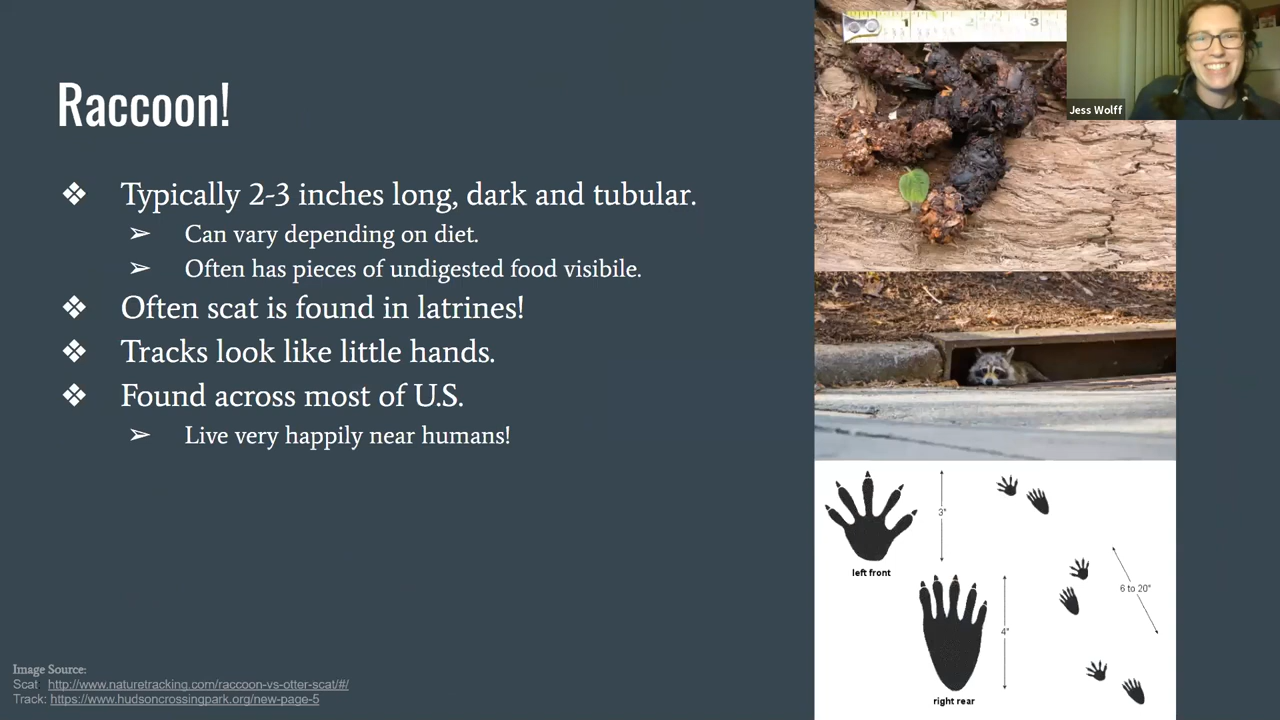 Raccoon!
❖ Typically 2-3 inches long, dark and tubular.
➢ Can vary depending on diet.
➢ Often has pieces of undigested food visibile.
❖ Often scat is found in latrines!
❖ Tracks look like little hands.
❖ Found across most of U.S.
➢ Live very happily near humans!
Image Source:
Scat http://www.naturetracking.com/raccoon-vs-otter-scat/#/
Track: https://www.hudsoncrossingpark.org/new-page-5
1 2 3
Jess Wolff
3"
left front
6 to 20"
4"
right rear